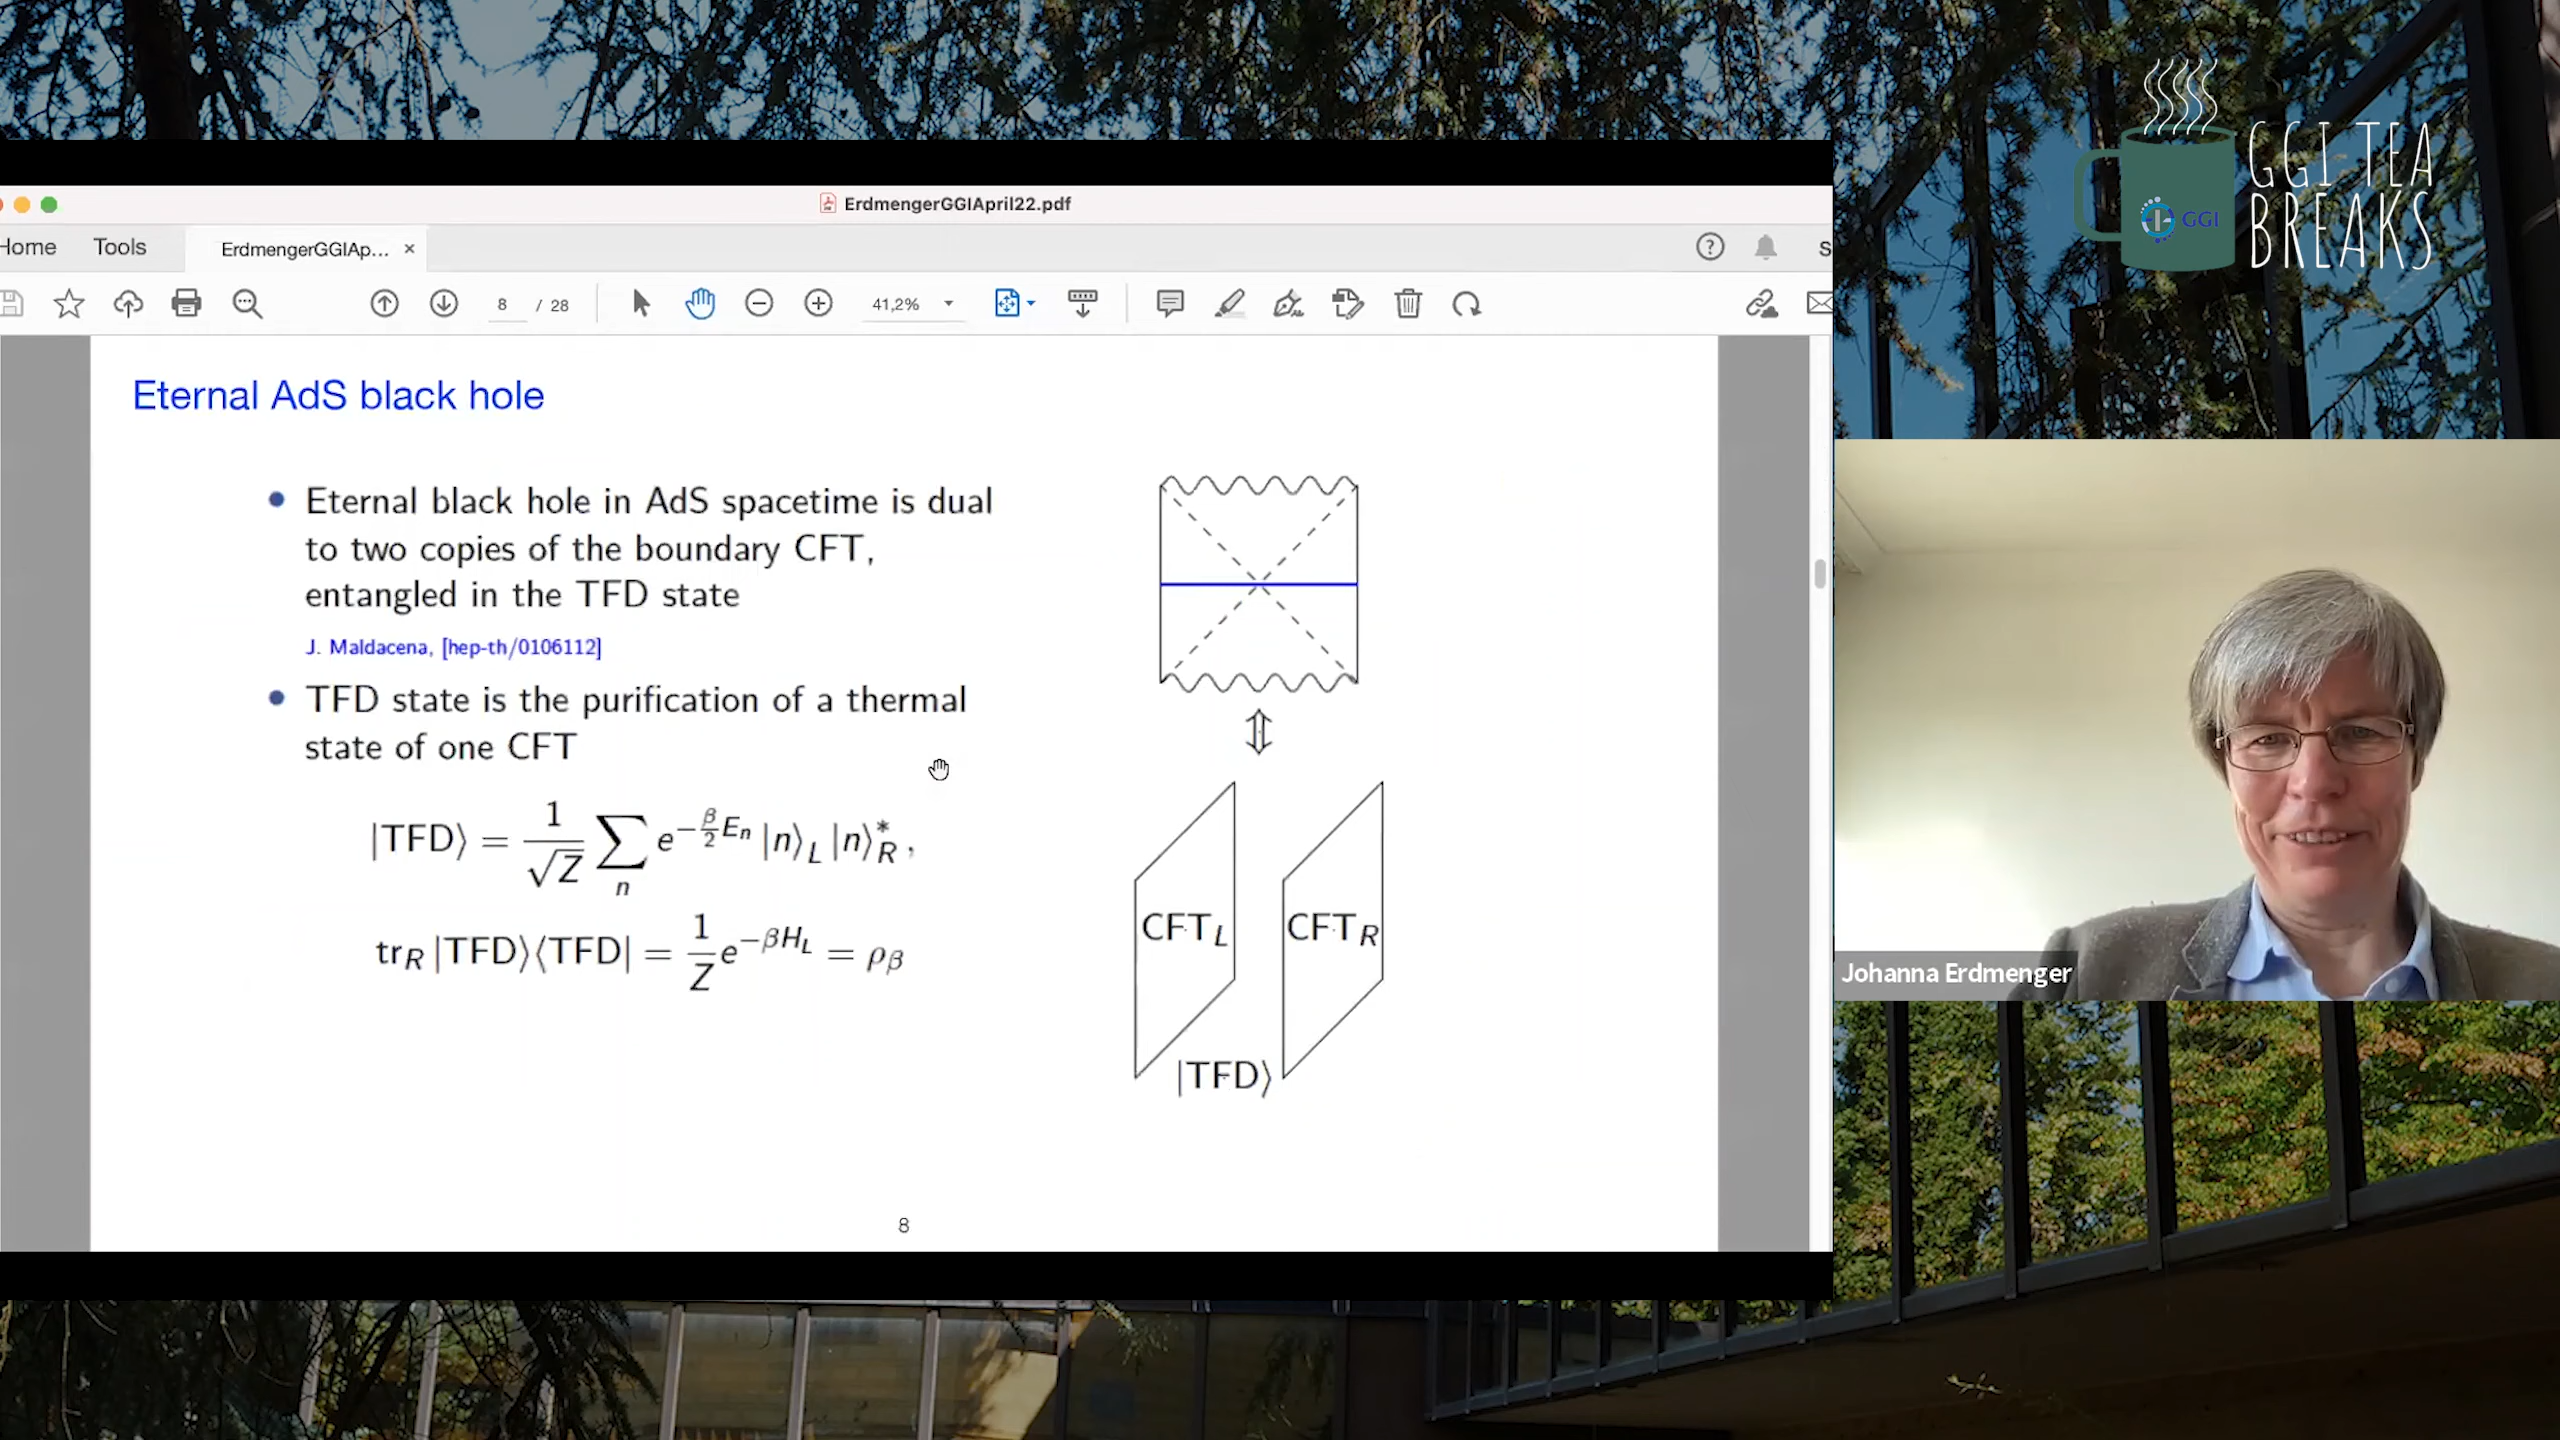 GGI TEA
BREAKS
GGI
ErdmengerGGIApril22.pdf
Home Tools ErdmengerGGIAp... ×
8 / 28 41,2%
Eternal AdS black hole
• Eternal black hole in AdS spacetime is dual
to two copies of the boundary CFT,
entangled in the TFD state
J. Maldacena, [hep-th/0106112]
• TFD state is the purification of a thermal
state of one CFT
|TFD⟩ = 1/√Z ∑_n e^{-β/2 E_n} |n⟩_L |n⟩*_R ,
tr_R |TFD⟩⟨TFD| = 1/Z e^{-βH_L} = ρ_β
⇕
CFT_L CFT_R
|TFD⟩
8
Johanna Erdmenger